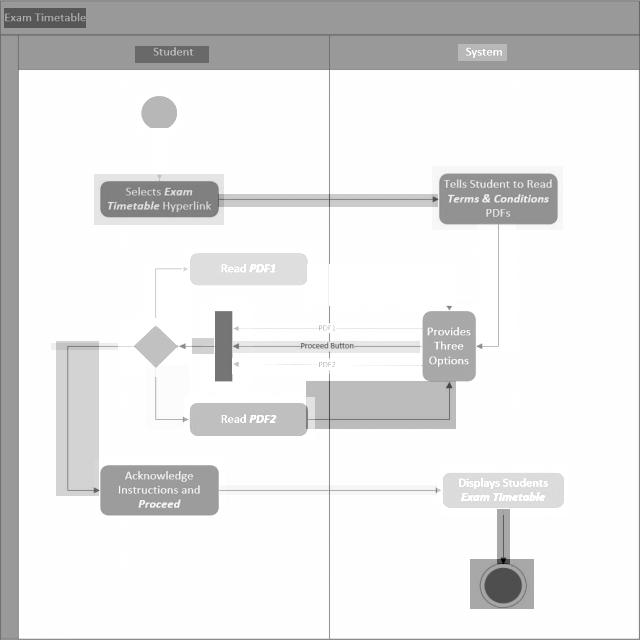 Exam Timetable
Student
System
Selects Exam
Timetable Hyperlink
Tells Student to Read
Terms & Conditions
PDFs
Read PDF1
PDF1
Proceed Button
PDF2
Provides
Three
Options
Read PDF2
Acknowledge
Instructions and
Proceed
Displays Students
Exam Timetable